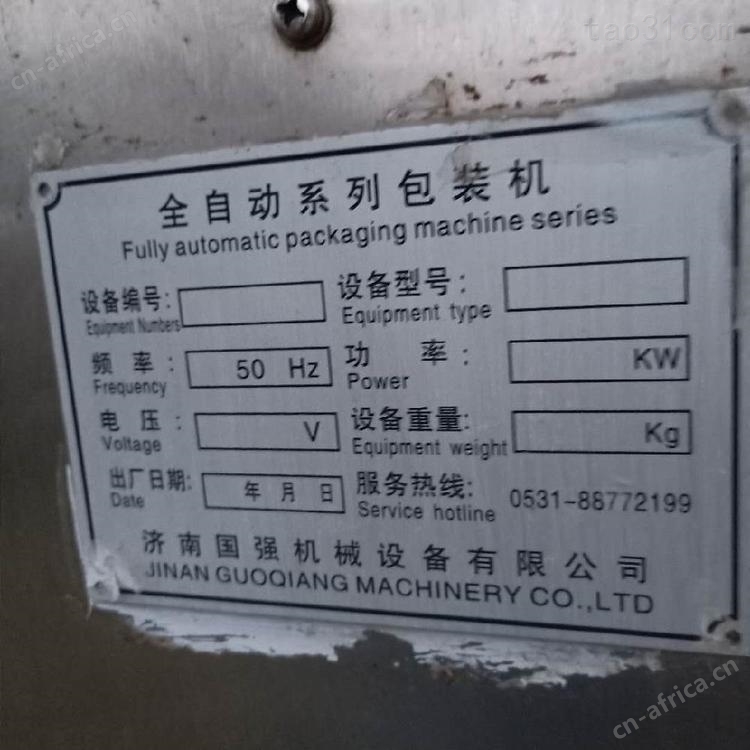 tao31001
cn-africa.cn
全自动系列包装机
Fully automatic packaging machine series
设备编号: 设备型号:
Equipment Numbers Equipment type
频 率: 50 Hz 功 率: KW
Frequency Power
电 压: V 设备重量: Kg
Voltage Equipment weight
出厂日期: 年 月 日 服务热线: 0531-88772199
Date Service hotline
济南国强机械设备有限公司
JINAN GUOQIANG MACHINERY CO.,LTD
cn-africa.cn